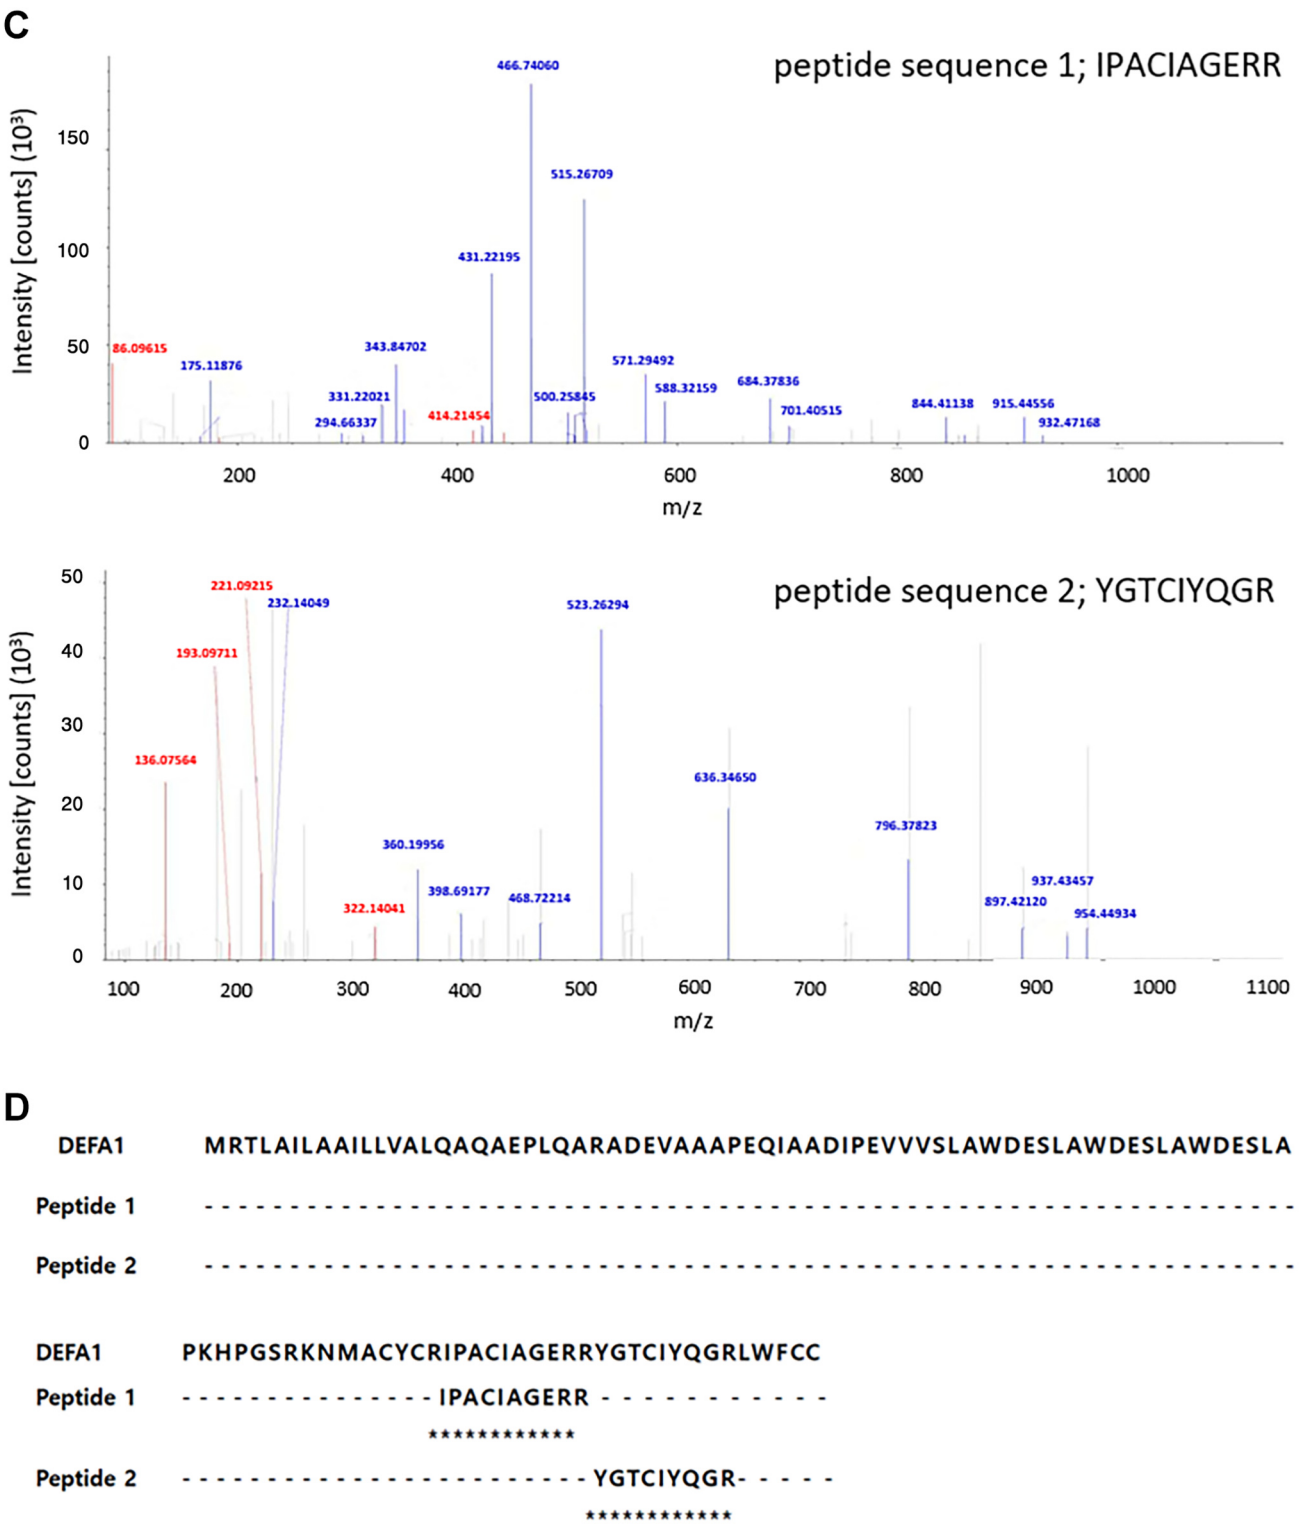 C
peptide sequence 1; IPACIAGERR
Intensity [counts] (10³)
150
100
50
0
466.74060
515.26709
431.22195
86.09615
175.11876
343.84702
331.22021
294.66337
414.21454
500.25845
571.29492
588.32159
684.37836
701.40515
844.41138
915.44556
932.47168
200 400 600 800 1000
m/z
peptide sequence 2; YGTCIYQGR
Intensity [counts] (10³)
50
40
30
20
10
0
221.09215
232.14049
193.09711
136.07564
523.26294
636.34650
796.37823
360.19956
398.69177
322.14041
468.72214
937.43457
897.42120
954.44934
100 200 300 400 500 600 700 800 900 1000 1100
m/z
D
DEFA1 MRTLAILAAILLVALQAQAEPLQARADEVAAAPEQIAADIPEVVVSLAWDESLAWDESLAWDESLA
Peptide 1 - - - - - - - - - - - - - - - - - - - - - - - - - - - - - - - - - - - - - - - - - - - - - - - - - - - - - - - - - - - - - - - -
Peptide 2 - - - - - - - - - - - - - - - - - - - - - - - - - - - - - - - - - - - - - - - - - - - - - - - - - - - - - - - - - - - - - - - -
DEFA1 PKHPGSRKNMACYCRIPACIAGERRYGTCIYQGRLWFCC
Peptide 1 - - - - - - - - - - - - - - - IPACIAGERR - - - - - - - - - - -
************
Peptide 2 - - - - - - - - - - - - - - - - - - - - - - - - YGTCIYQGR- - - - -
************